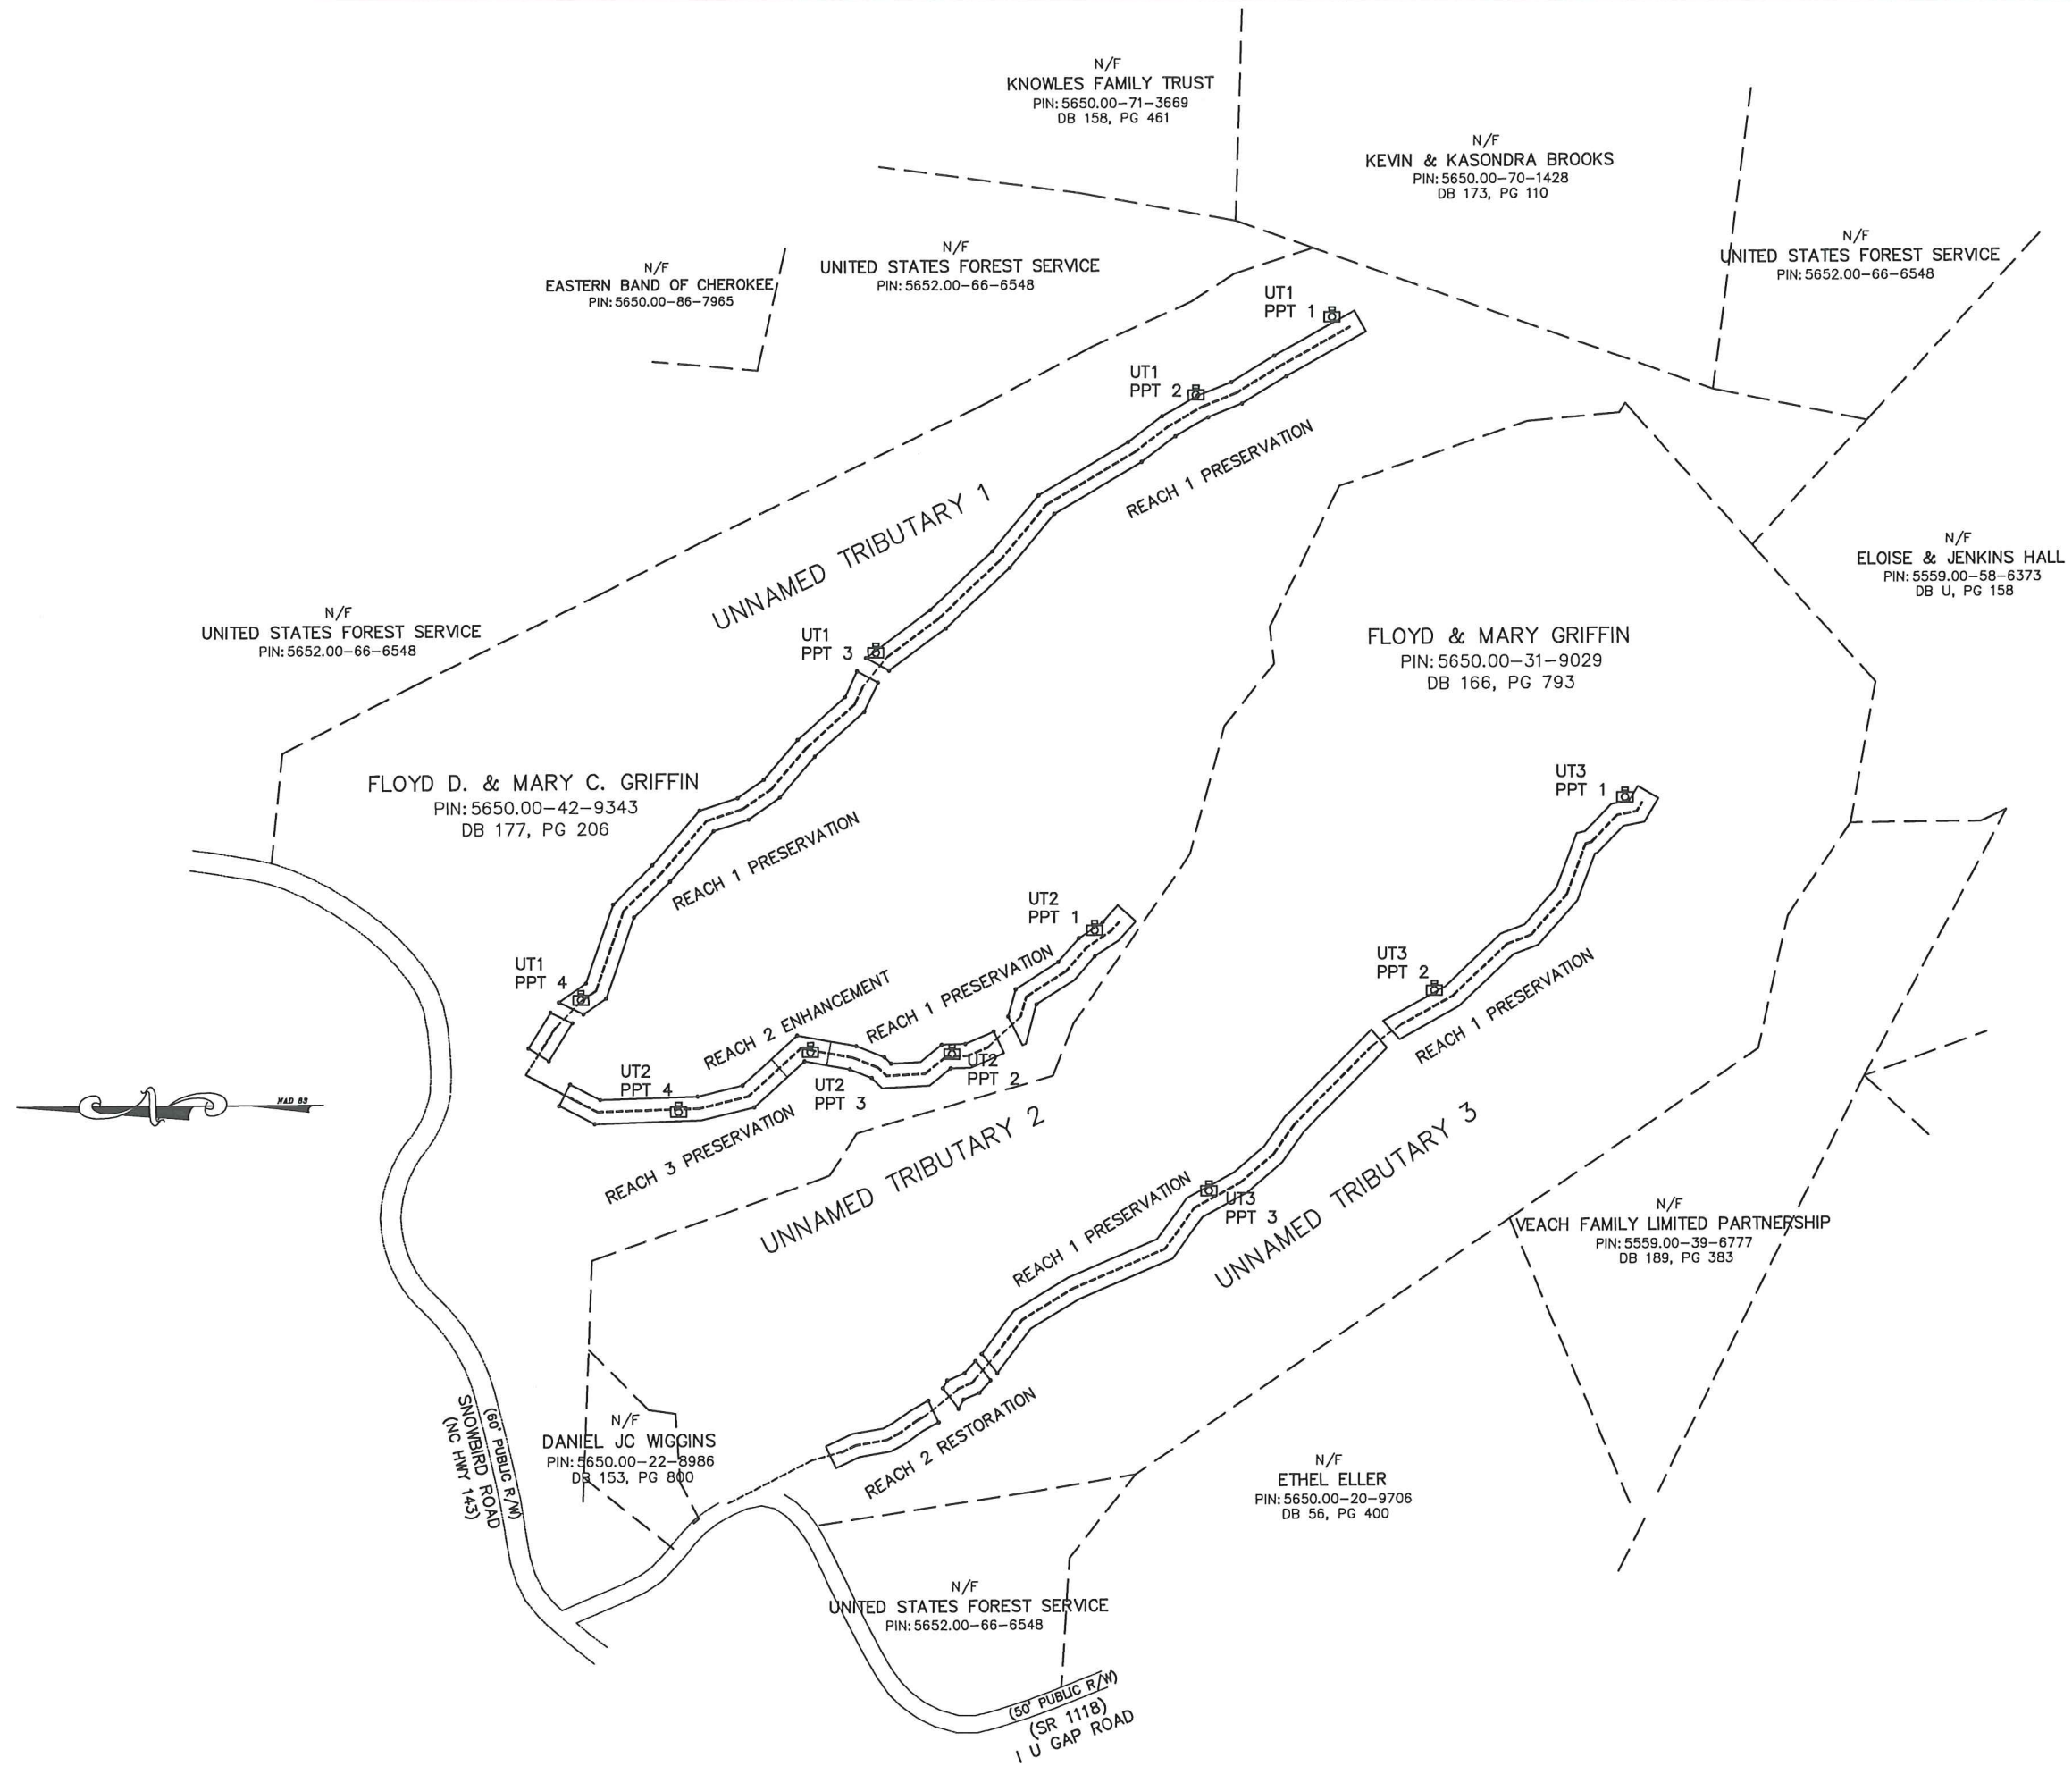 N/F
KNOWLES FAMILY TRUST
PIN: 5650.00-71-3669
DB 158, PG 461
N/F
KEVIN & KASONDRA BROOKS
PIN: 5650.00-70-1428
DB 173, PG 110
N/F
UNITED STATES FOREST SERVICE
PIN: 5652.00-66-6548
N/F
UNITED STATES FOREST SERVICE
PIN: 5652.00-66-6548
N/F
EASTERN BAND OF CHEROKEE
PIN: 5650.00-86-7965
UT1
PPT 1
UT1
PPT 2
REACH 1 PRESERVATION
UNNAMED TRIBUTARY 1
N/F
ELOISE & JENKINS HALL
PIN: 5559.00-58-6373
DB U, PG 158
N/F
UNITED STATES FOREST SERVICE
PIN: 5652.00-66-6548
UT1
PPT 3
FLOYD & MARY GRIFFIN
PIN: 5650.00-31-9029
DB 166, PG 793
FLOYD D. & MARY C. GRIFFIN
PIN: 5650.00-42-9343
DB 177, PG 206
UT3
PPT 1
REACH 1 PRESERVATION
UT2
PPT 1
UT1
PPT 4
UT3
PPT 2
REACH 2 ENHANCEMENT
REACH 1 PRESERVATION
REACH 1 PRESERVATION
UT2
PPT 4
UT2
PPT 3
UT2
PPT 2
NAD 83
REACH 3 PRESERVATION
UNNAMED TRIBUTARY 2
UNNAMED TRIBUTARY 3
REACH 1 PRESERVATION
UT3
PPT 3
N/F
VEACH FAMILY LIMITED PARTNERSHIP
PIN: 5559.00-39-6777
DB 189, PG 383
(60' PUBLIC R/W)
SNOWBIRD ROAD
(NC HWY 143)
N/F
DANIEL JC WIGGINS
PIN: 5650.00-22-8986
DB 153, PG 800
REACH 2 RESTORATION
N/F
ETHEL ELLER
PIN: 5650.00-20-9706
DB 56, PG 400
N/F
UNITED STATES FOREST SERVICE
PIN: 5652.00-66-6548
(50' PUBLIC R/W)
(SR 1118)
I U GAP ROAD